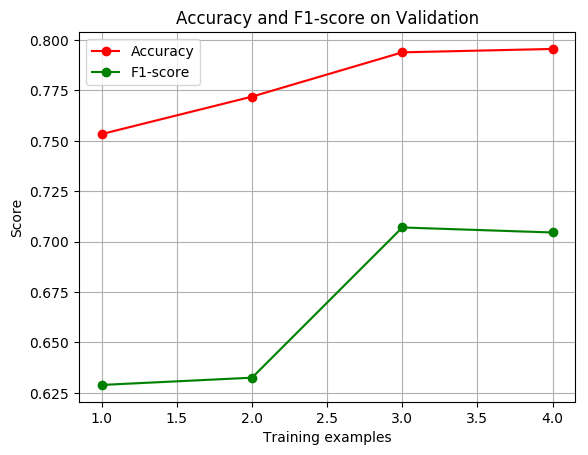 Accuracy and F1-score on Validation
Accuracy
F1-score
0.800
0.775
0.750
0.725
0.700
0.675
0.650
0.625
Score
1.0 1.5 2.0 2.5 3.0 3.5 4.0
Training examples